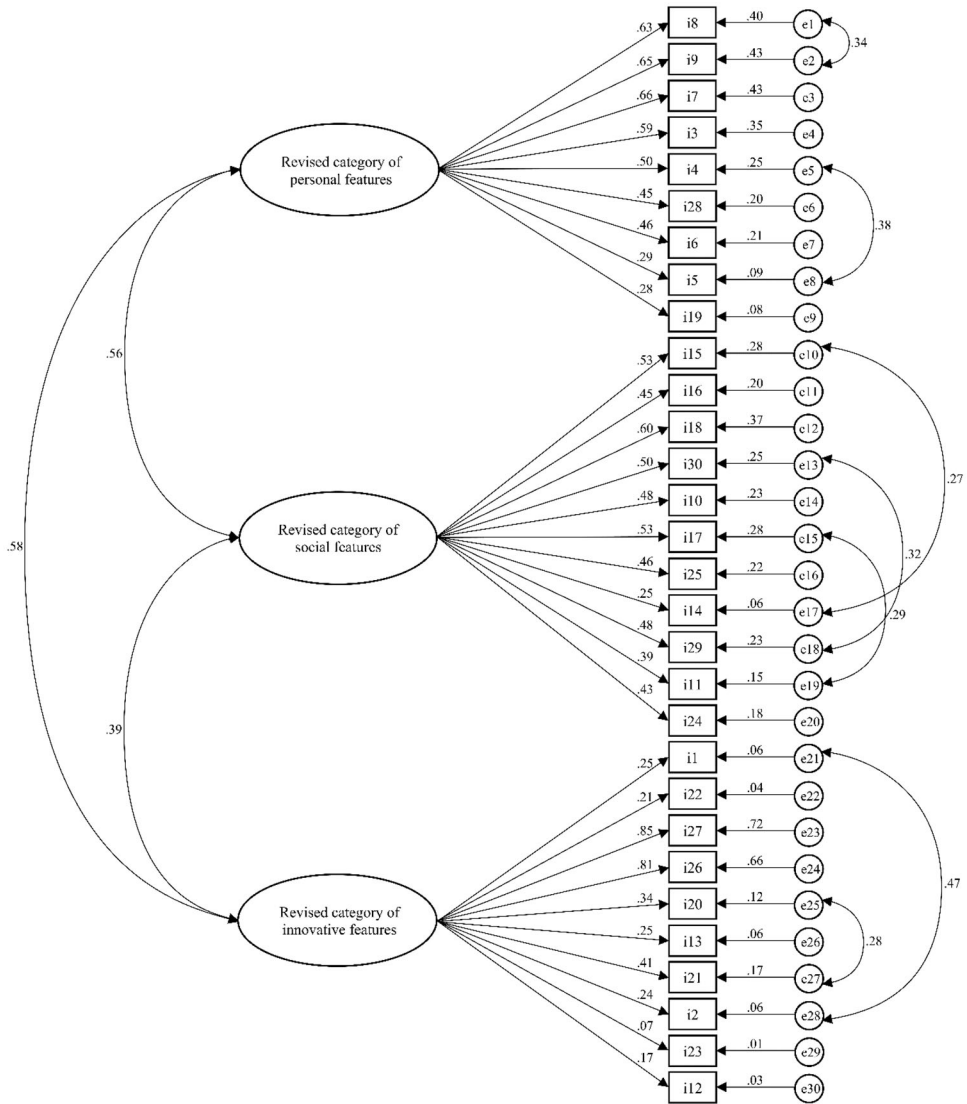 .63 i8 .40 e1
.34
.65 i9 .43 e2
.66 i7 .43 e3
.59 i3 .35 e4
Revised category of
personal features
.50 i4 .25 e5
.45 i28 .20 e6
.38
.46 i6 .21 e7
.29 i5 .09 e8
.28 i19 .08 e9
.56
.53 i15 .28 e10
.45 i16 .20 e11
.60 i18 .37 e12
.50 i30 .25 e13
.27
.48 i10 .23 e14
Revised category of
social features
.53 i17 .28 e15
.58
.32
.46 i25 .22 e16
.25 i14 .06 e17
.29
.48 i29 .23 e18
.39 i11 .15 e19
.43 i24 .18 e20
.39
.25 i1 .06 e21
.21 i22 .04 e22
.85 i27 .72 e23
.81 i26 .66 e24
.47
.34 i20 .12 e25
Revised category of
innovative features
.25 i13 .06 e26
.28
.41 i21 .17 e27
.24 i2 .06 e28
.07 i23 .01 e29
.17 i12 .03 e30